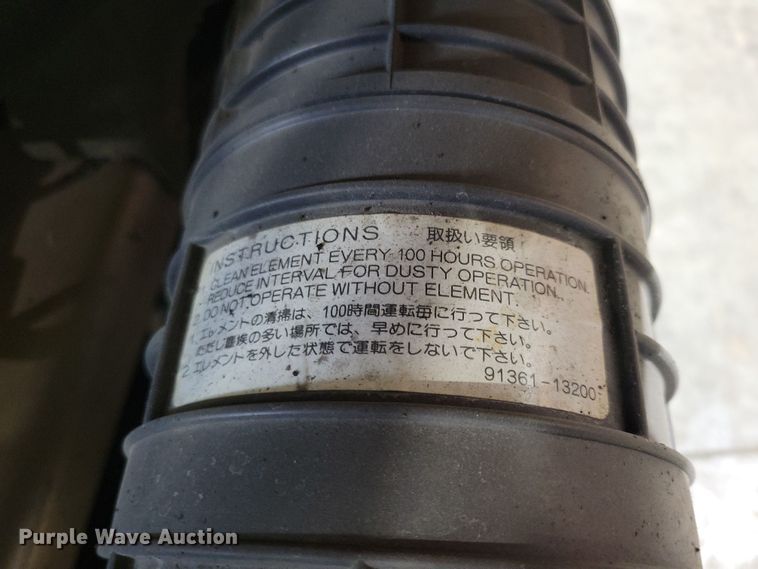 INSTRUCTIONS 取扱い要領
1. CLEAN ELEMENT EVERY 100 HOURS OPERATION.
REDUCE INTERVAL FOR DUSTY OPERATION.
2. DO NOT OPERATE WITHOUT ELEMENT.
1. エレメントの清掃は、100時間運転毎に行って下さい。
ただし塵埃の多い場所では、早めに行って下さい。
2. エレメントを外した状態で運転をしないで下さい。
91361-13200
Purple Wave Auction